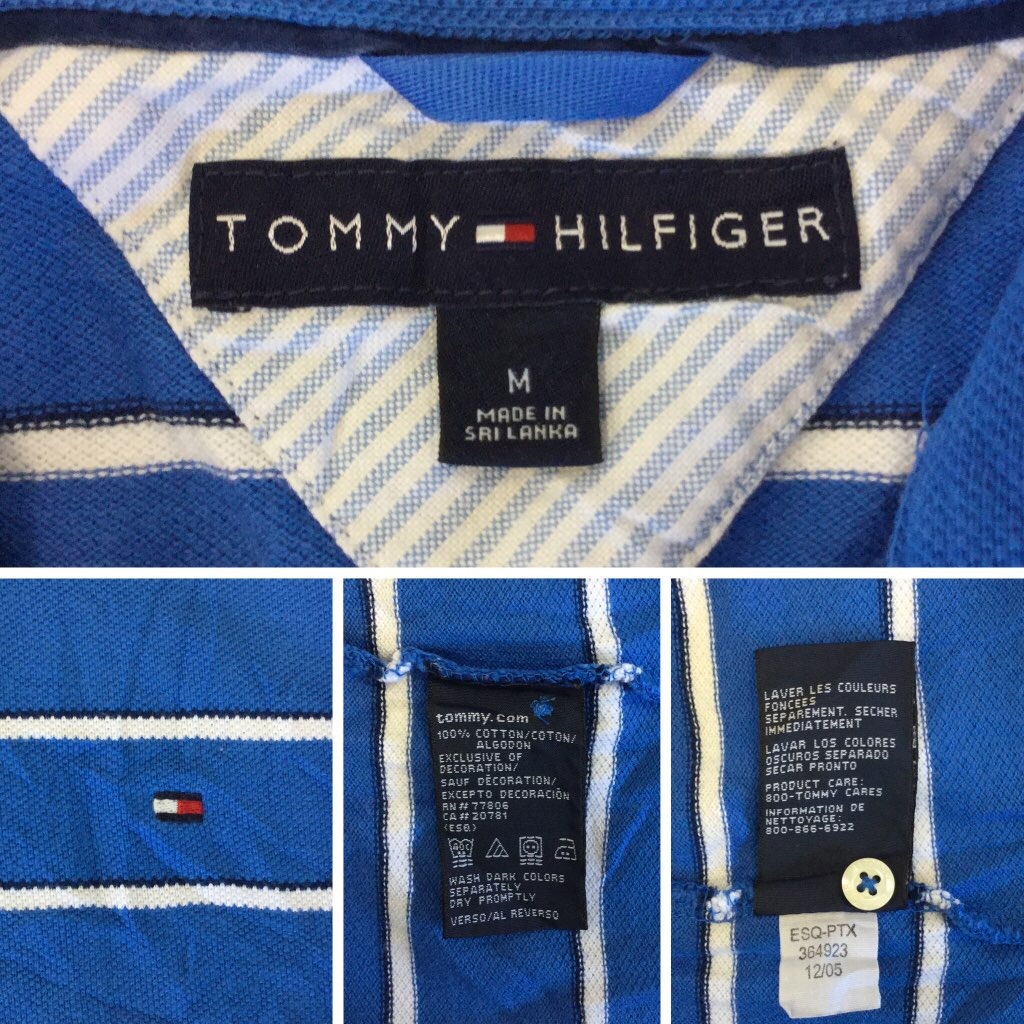 TOMMY HILFIGER
M
MADE IN
SRI LANKA
tommy.com
100% COTTON/COTON/
ALGODON
EXCLUSIVE OF
DECORATION/
SAUF DÉCORATION/
EXCEPTO DECORACIÓN
RN#77806
CA#20781
(ESQ)
WASH DARK COLORS
SEPARATELY
DRY PROMPTLY
VERSO/AL REVERSO
LAVER LES COULEURS
FONCEES
SEPAREMENT. SECHER
IMMEDIATEMENT
LAVAR LOS COLORES
OSCUROS SEPARADO
SECAR PRONTO
PRODUCT CARE:
800-TOMMY CARES
INFORMATION DE
NETTOYAGE:
800-866-6922
ESQ-PTX
364923
12/05